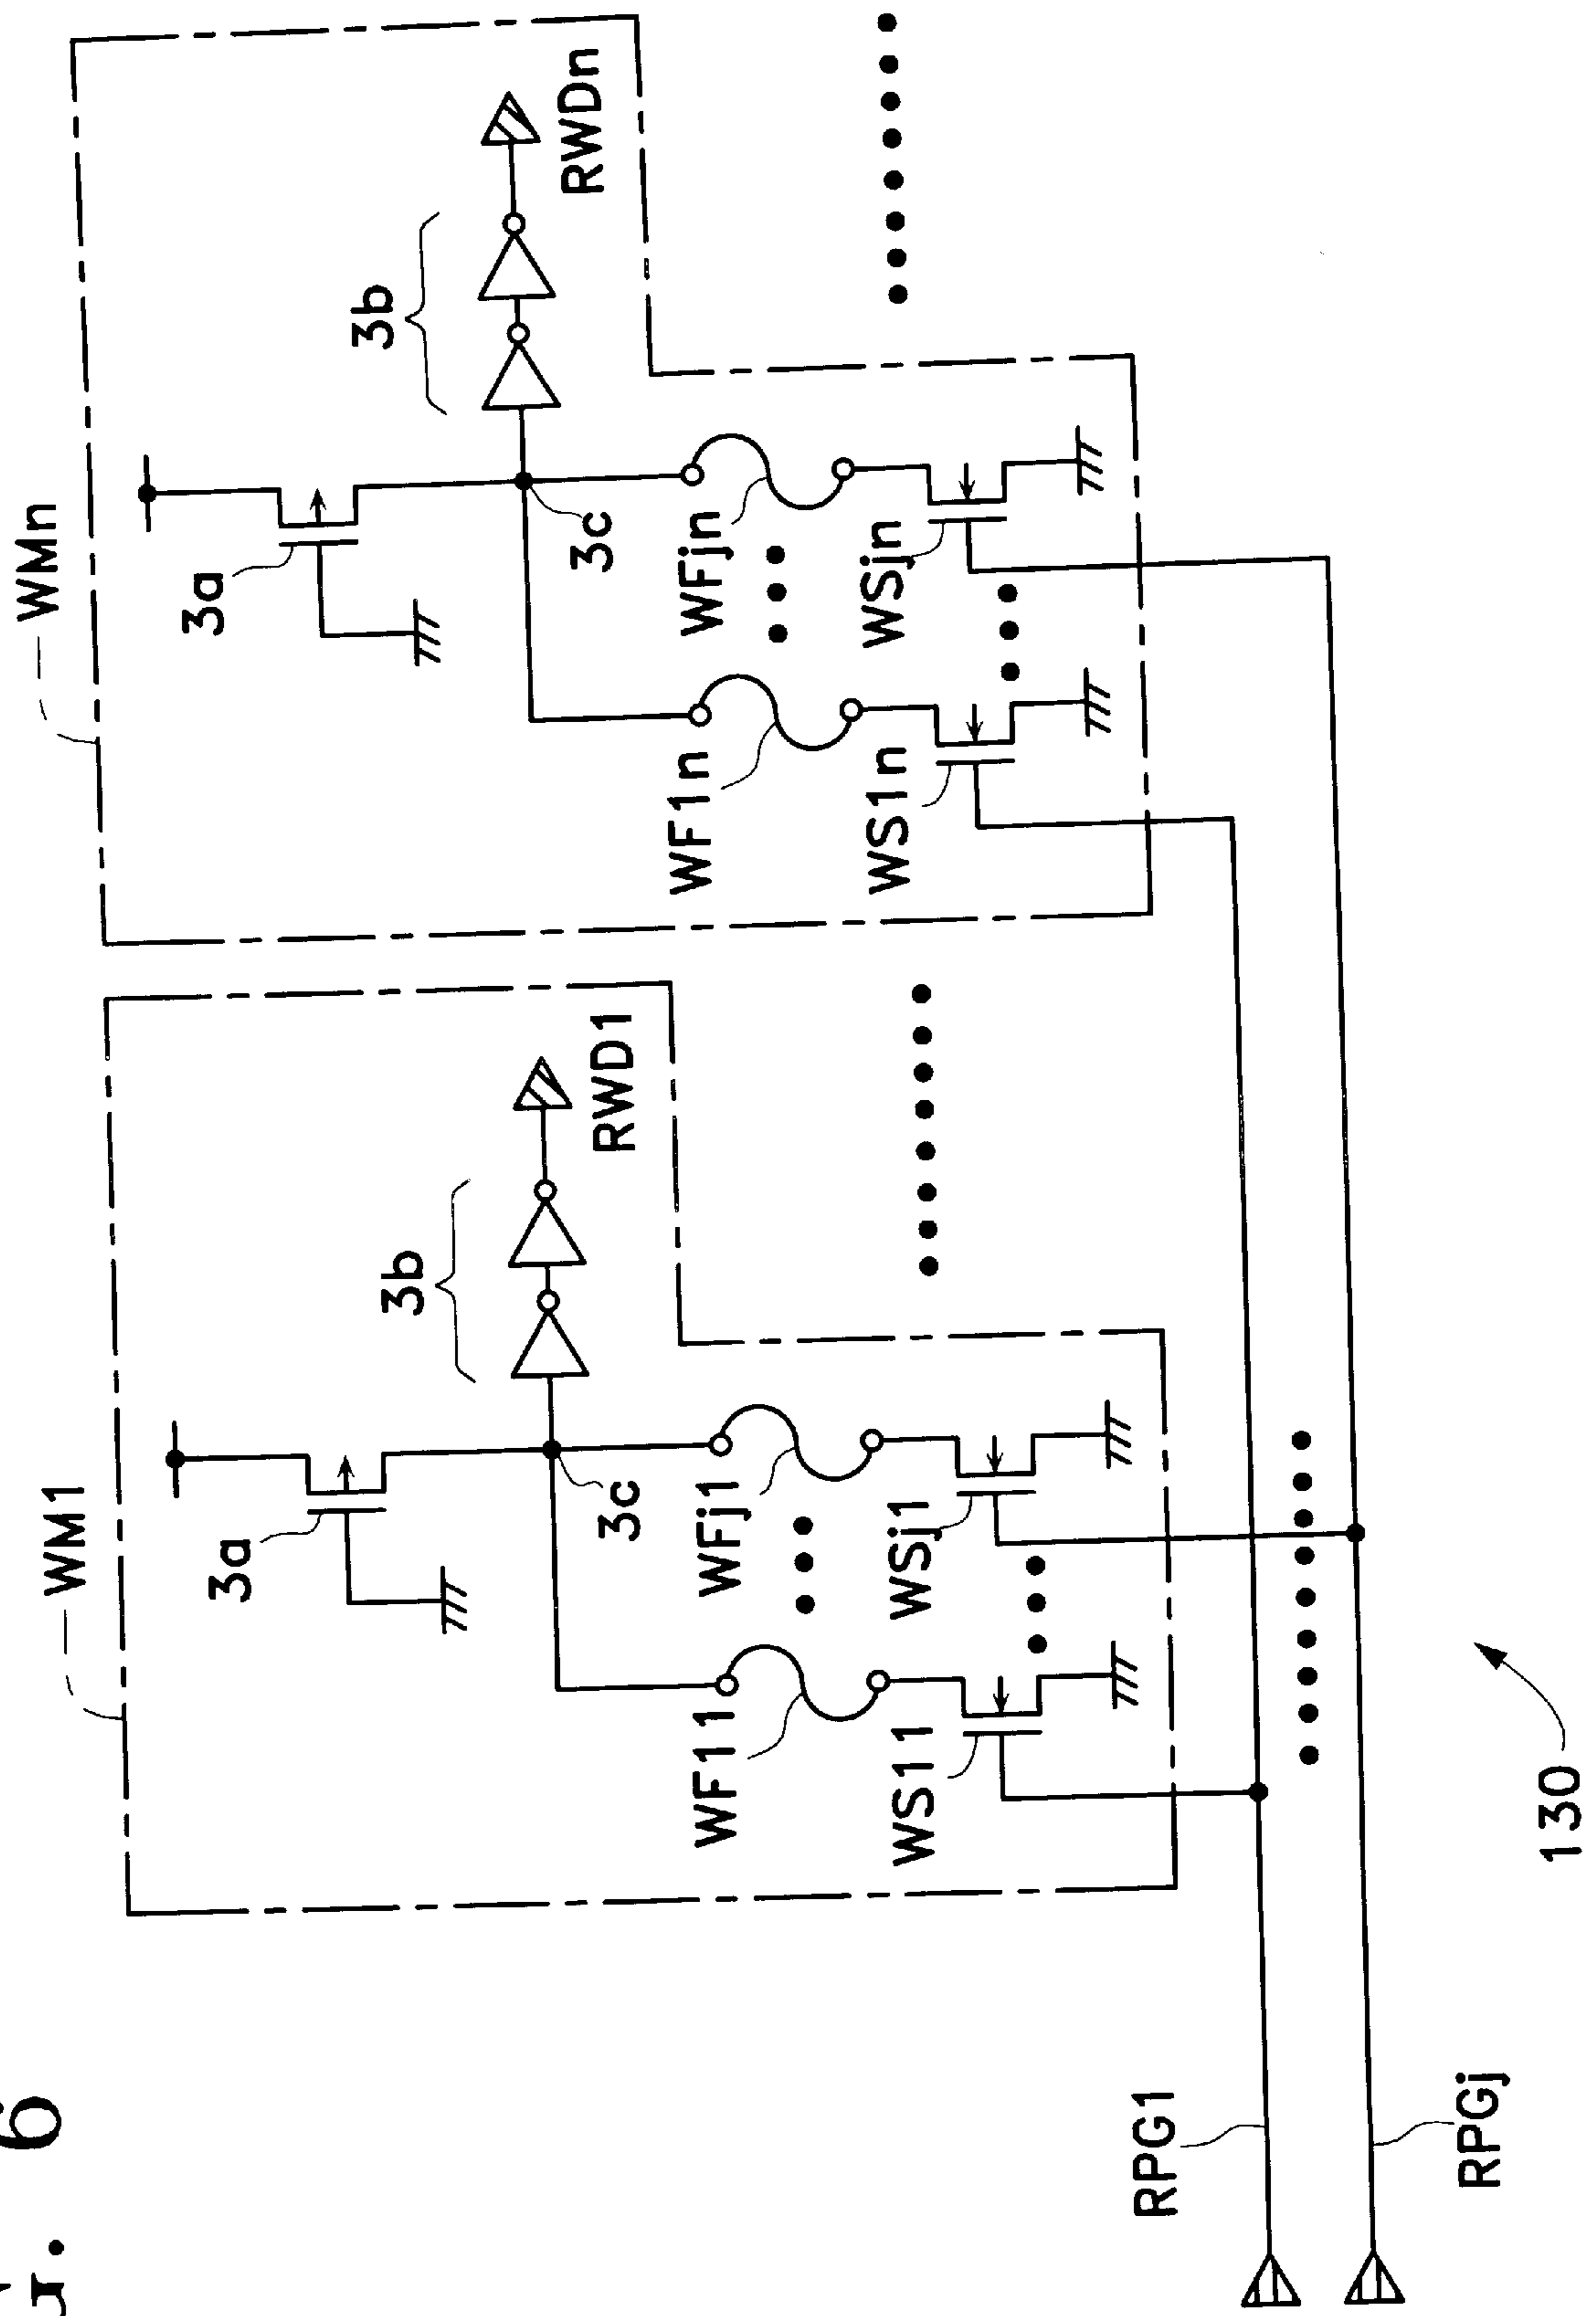 6
WM1
3a
3b
3c
RWD1
WF11
WFj1
WS11
WSj1
WMn
3a
3b
3c
RWDn
WF1n
WFjn
WS1n
WSjn
RPG1
RPGj
130